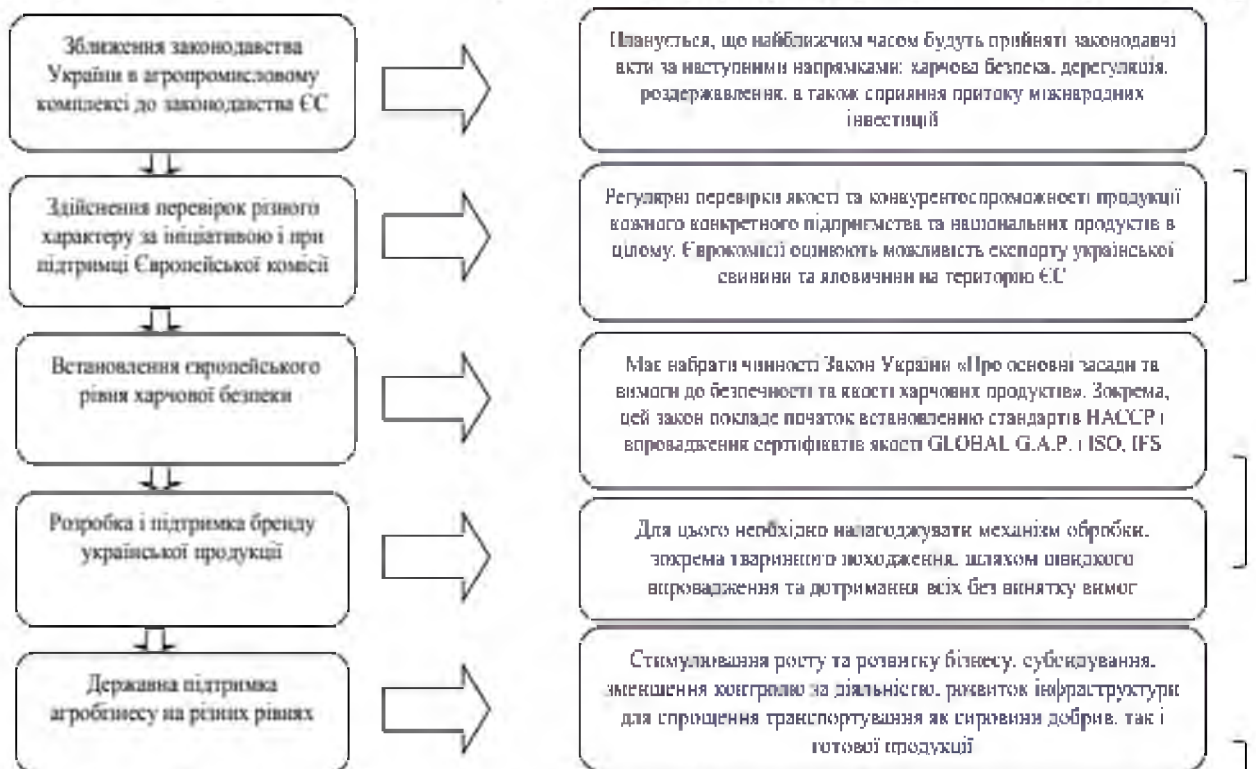 Зближення законодавства
України в агропромисловому
комплексі до законодавства ЄС
Планується, що найближчим часом будуть прийняті законодавчі
акти за наступними напрямками: харчова безпека, дерегуляція,
роздержавлення, а також сприяння притоку міжнародних
інвестицій
Здійснення перевірок різного
характеру за ініціативою і при
підтримці Європейської комісії
Регулярні перевірки якості та конкурентоспроможності продукції
кожного конкретного підприємства та національних продуктів в
цілому. Єврокомісії оцінюють можливість експорту української
свинини та яловичини на територію ЄС
Встановлення європейського
рівня харчової безпеки
Має набрати чинності Закон України «Про основні засади та
вимоги до безпечності та якості харчових продуктів». Зокрема,
цей закон покладе початок встановленню стандартів HACCP і
впровадження сертифікатів якості GLOBAL G.A.P. і ISO, IFS
Розробка і підтримка бренду
української продукції
Для цього необхідно налагоджувати механізм обробки,
зокрема тваринного походження, шляхом швидкого
впровадження та дотримання всіх без винятку вимог
Державна підтримка
агробізнесу на різних рівнях
Стимулювання росту та розвиску бізнесу, субсидування,
зменшення контролю за діяльністю, розвиток інфраструктури
для спрощення транспортування як сировини добрив, так і
готової продукції